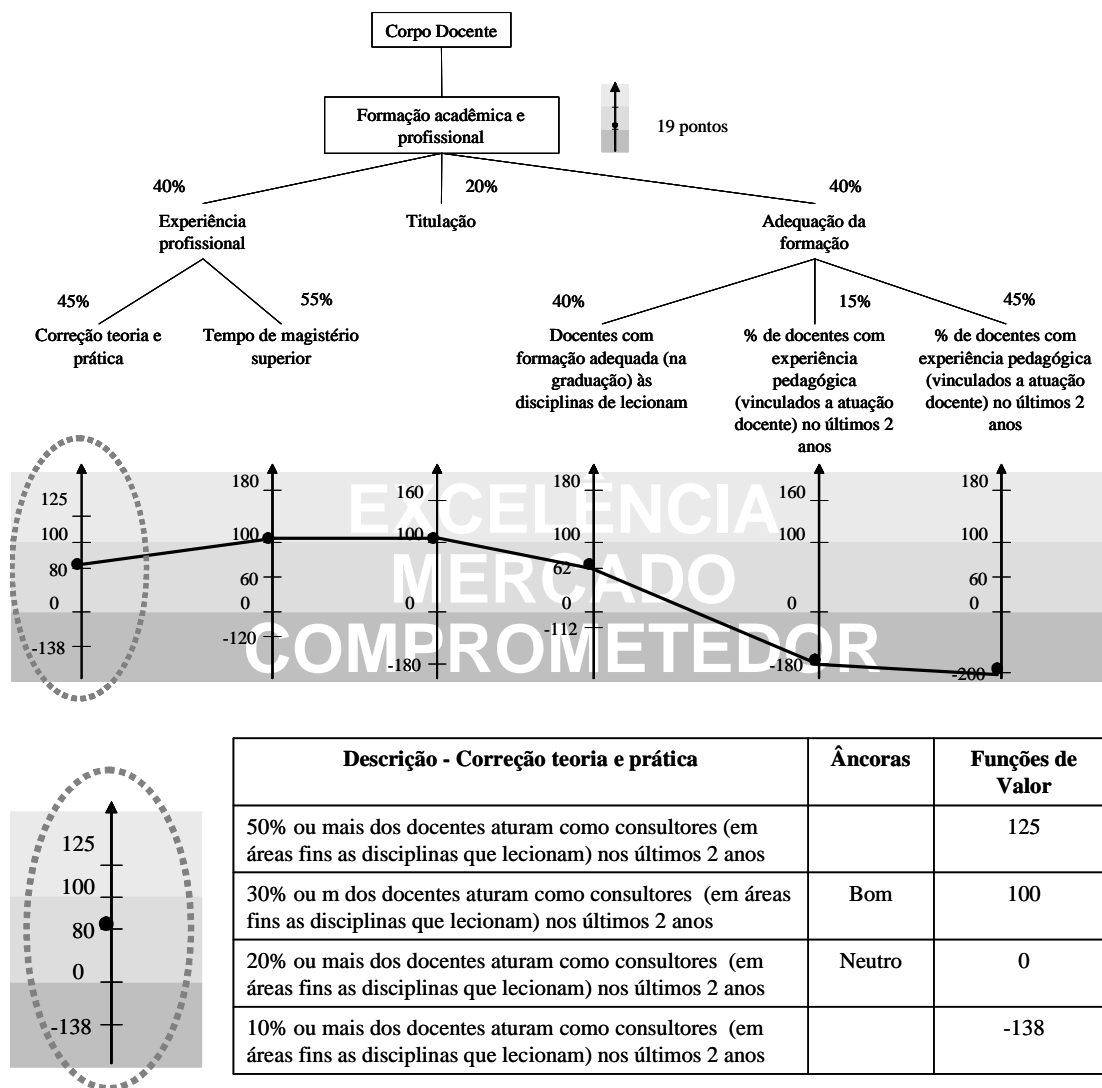 Corpo Docente
Formação acadêmica e
profissional
19 pontos
40%
20%
40%
Experiência
profissional
Titulação
Adequação da
formação
45%
55%
40%
15%
45%
Correção teoria e
prática
Tempo de magistério
superior
Docentes com
formação adequada (na
graduação) às
disciplinas de lecionam
% de docentes com
experiência
pedagógica
(vinculados a atuação
docente) no últimos 2
anos
% de docentes com
experiência pedagógica
(vinculados a atuação
docente) no últimos 2
anos
EXCELÊNCIA
MERCADO
COMPROMETEDOR
125
100
80
0
-138
180
100
60
0
-120
160
100
0
-180
180
100
62
0
-112
160
100
0
-180
180
100
60
0
-200
125
100
80
0
-138
Descrição - Correção teoria e prática
Âncoras
Funções de
Valor
50% ou mais dos docentes aturam como consultores (em
áreas fins as disciplinas que lecionam) nos últimos 2 anos
125
30% ou m dos docentes aturam como consultores (em áreas
fins as disciplinas que lecionam) nos últimos 2 anos
Bom
100
20% ou mais dos docentes aturam como consultores (em
áreas fins as disciplinas que lecionam) nos últimos 2 anos
Neutro
0
10% ou mais dos docentes aturam como consultores (em
áreas fins as disciplinas que lecionam) nos últimos 2 anos
-138